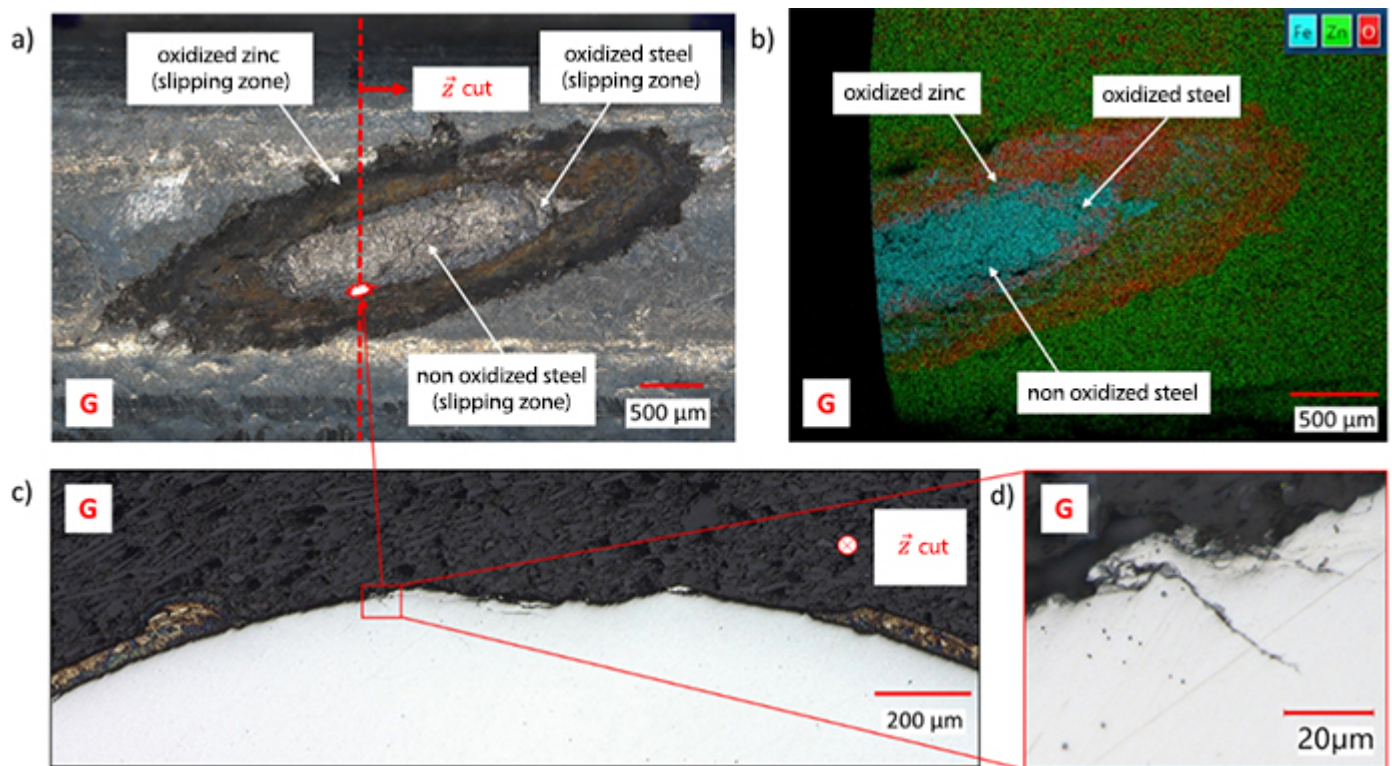 a)
oxidized zinc
(slipping zone)
z⃗ cut
oxidized steel
(slipping zone)
non oxidized steel
(slipping zone)
G
500 µm
b)
Fe Zn O
oxidized zinc
oxidized steel
non oxidized steel
G
500 µm
c)
G
z⃗ cut
200 µm
d)
G
20µm